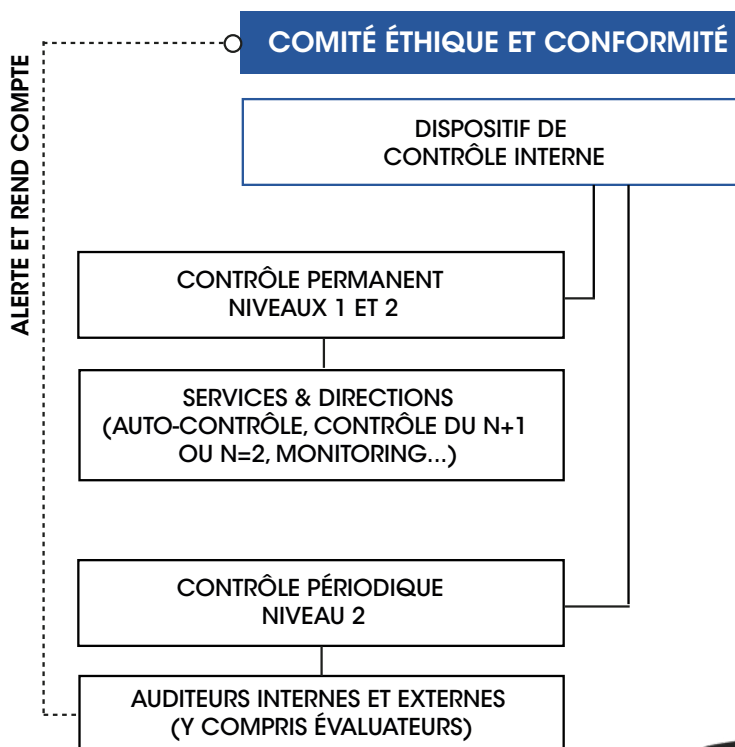 COMITÉ ÉTHIQUE ET CONFORMITÉ
ALERTE ET REND COMPTE
DISPOSITIF DE
CONTRÔLE INTERNE
CONTRÔLE PERMANENT
NIVEAUX 1 ET 2
SERVICES & DIRECTIONS
(AUTO-CONTRÔLE, CONTRÔLE DU N+1
OU N=2, MONITORING...)
CONTRÔLE PÉRIODIQUE
NIVEAU 2
AUDITEURS INTERNES ET EXTERNES
(Y COMPRIS ÉVALUATEURS)